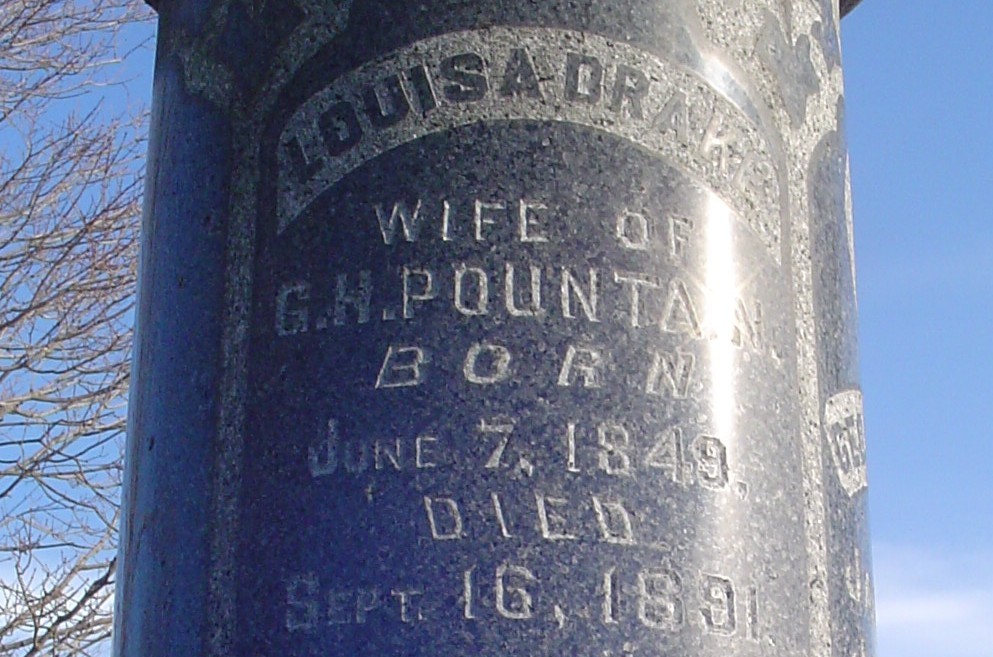 LOUISA DRAKE
WIFE OF
G.H. POUNTAIN.
BORN
JUNE 7, 1849,
DIED
SEPT. 16, 1891.